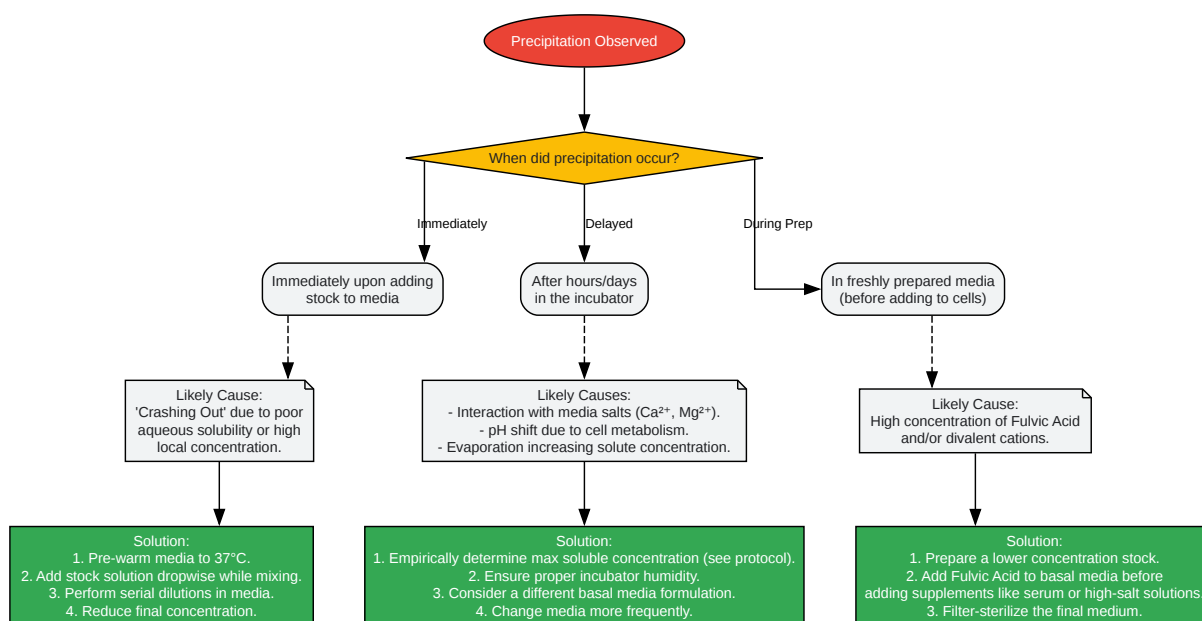 Precipitation Observed
When did precipitation occur?
Immediately
Delayed
During Prep
Immediately upon adding
stock to media
After hours/days
in the incubator
In freshly prepared media
(before adding to cells)
Likely Cause:
'Crashing Out' due to poor
aqueous solubility or high
local concentration.
Likely Causes:
- Interaction with media salts (Ca²⁺, Mg²⁺).
- pH shift due to cell metabolism.
- Evaporation increasing solute concentration.
Likely Cause:
High concentration of Fulvic Acid
and/or divalent cations.
Solution:
1. Pre-warm media to 37°C.
2. Add stock solution dropwise while mixing.
3. Perform serial dilutions in media.
4. Reduce final concentration.
Solution:
1. Empirically determine max soluble concentration (see protocol).
2. Ensure proper incubator humidity.
3. Consider a different basal media formulation.
4. Change media more frequently.
Solution:
1. Prepare a lower concentration stock.
2. Add Fulvic Acid to basal media before
adding supplements like serum or high-salt solutions.
3. Filter-sterilize the final medium.